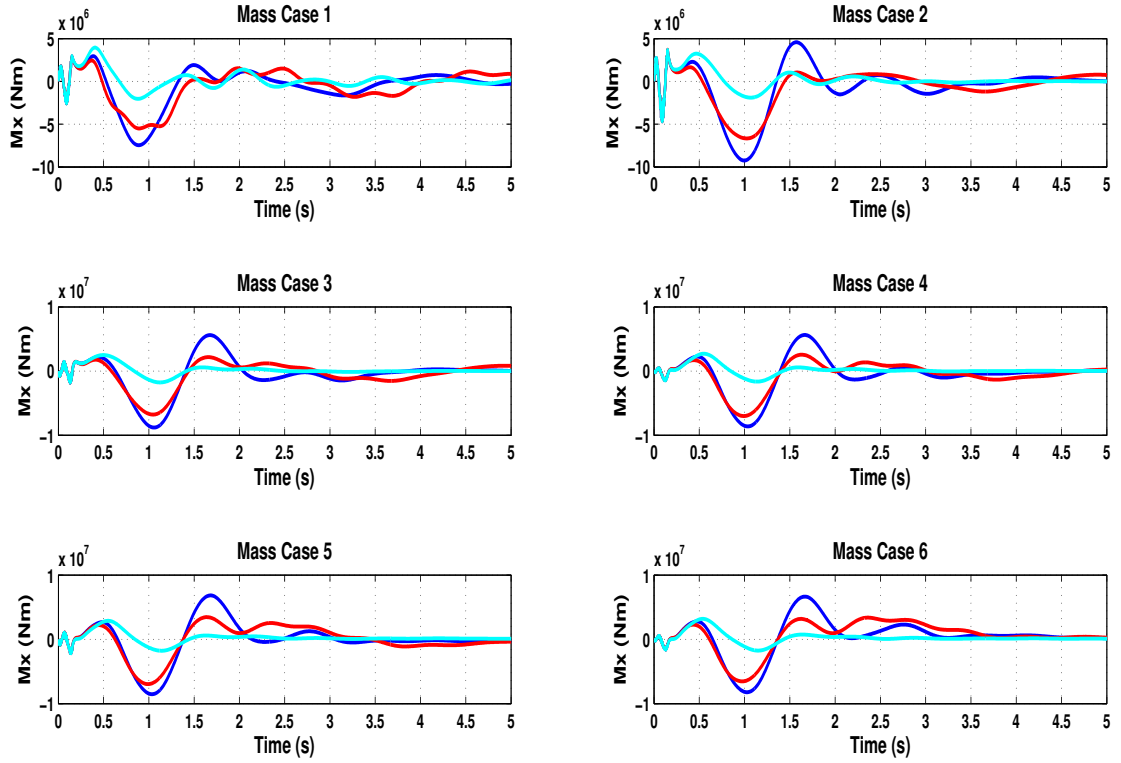 Mass Case 1
x 10^6
Mx (Nm)
5
0
−5
−10
0 0.5 1 1.5 2 2.5 3 3.5 4 4.5 5
Time (s)
Mass Case 2
x 10^6
Mx (Nm)
5
0
−5
−10
0 0.5 1 1.5 2 2.5 3 3.5 4 4.5 5
Time (s)
Mass Case 3
x 10^7
Mx (Nm)
1
0
−1
0 0.5 1 1.5 2 2.5 3 3.5 4 4.5 5
Time (s)
Mass Case 4
x 10^7
Mx (Nm)
1
0
−1
0 0.5 1 1.5 2 2.5 3 3.5 4 4.5 5
Time (s)
Mass Case 5
x 10^7
Mx (Nm)
1
0
−1
0 0.5 1 1.5 2 2.5 3 3.5 4 4.5 5
Time (s)
Mass Case 6
x 10^7
Mx (Nm)
1
0
−1
0 0.5 1 1.5 2 2.5 3 3.5 4 4.5 5
Time (s)